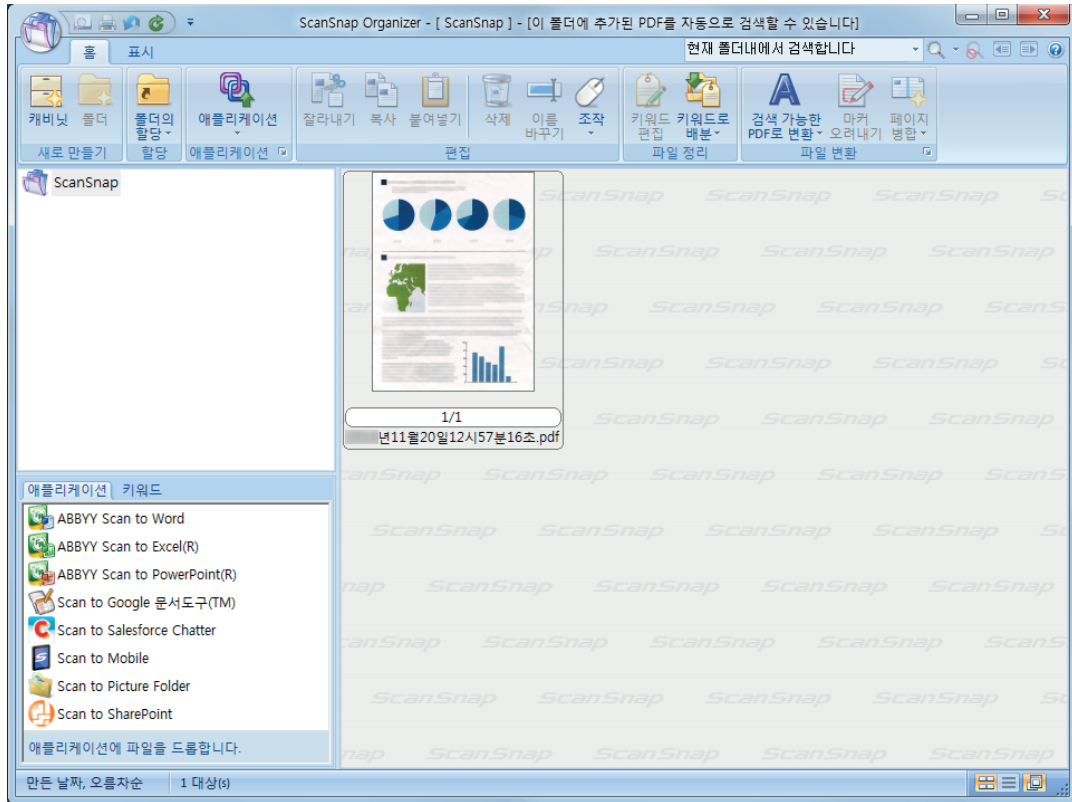 ScanSnap Organizer - [ ScanSnap ] - [이 폴더에 추가된 PDF를 자동으로 검색할 수 있습니다]
홈 표시 현재 폴더내에서 검색합니다
캐비닛 폴더 폴더의 할당 애플리케이션 잘라내기 복사 붙여넣기 삭제 이름 바꾸기 조작 키워드 편집 키워드로 배분 검색 가능한 PDF로 변환 마커 오려내기 페이지 병합
새로 만들기 할당 애플리케이션 편집 파일 정리 파일 변환
ScanSnap
1/1
년11월20일12시57분16초.pdf
애플리케이션 키워드
ABBYY Scan to Word
ABBYY Scan to Excel(R)
ABBYY Scan to PowerPoint(R)
Scan to Google 문서도구(TM)
Scan to Salesforce Chatter
Scan to Mobile
Scan to Picture Folder
Scan to SharePoint
애플리케이션에 파일을 드롭합니다.
만든 날짜, 오름차순 1 대상(s)